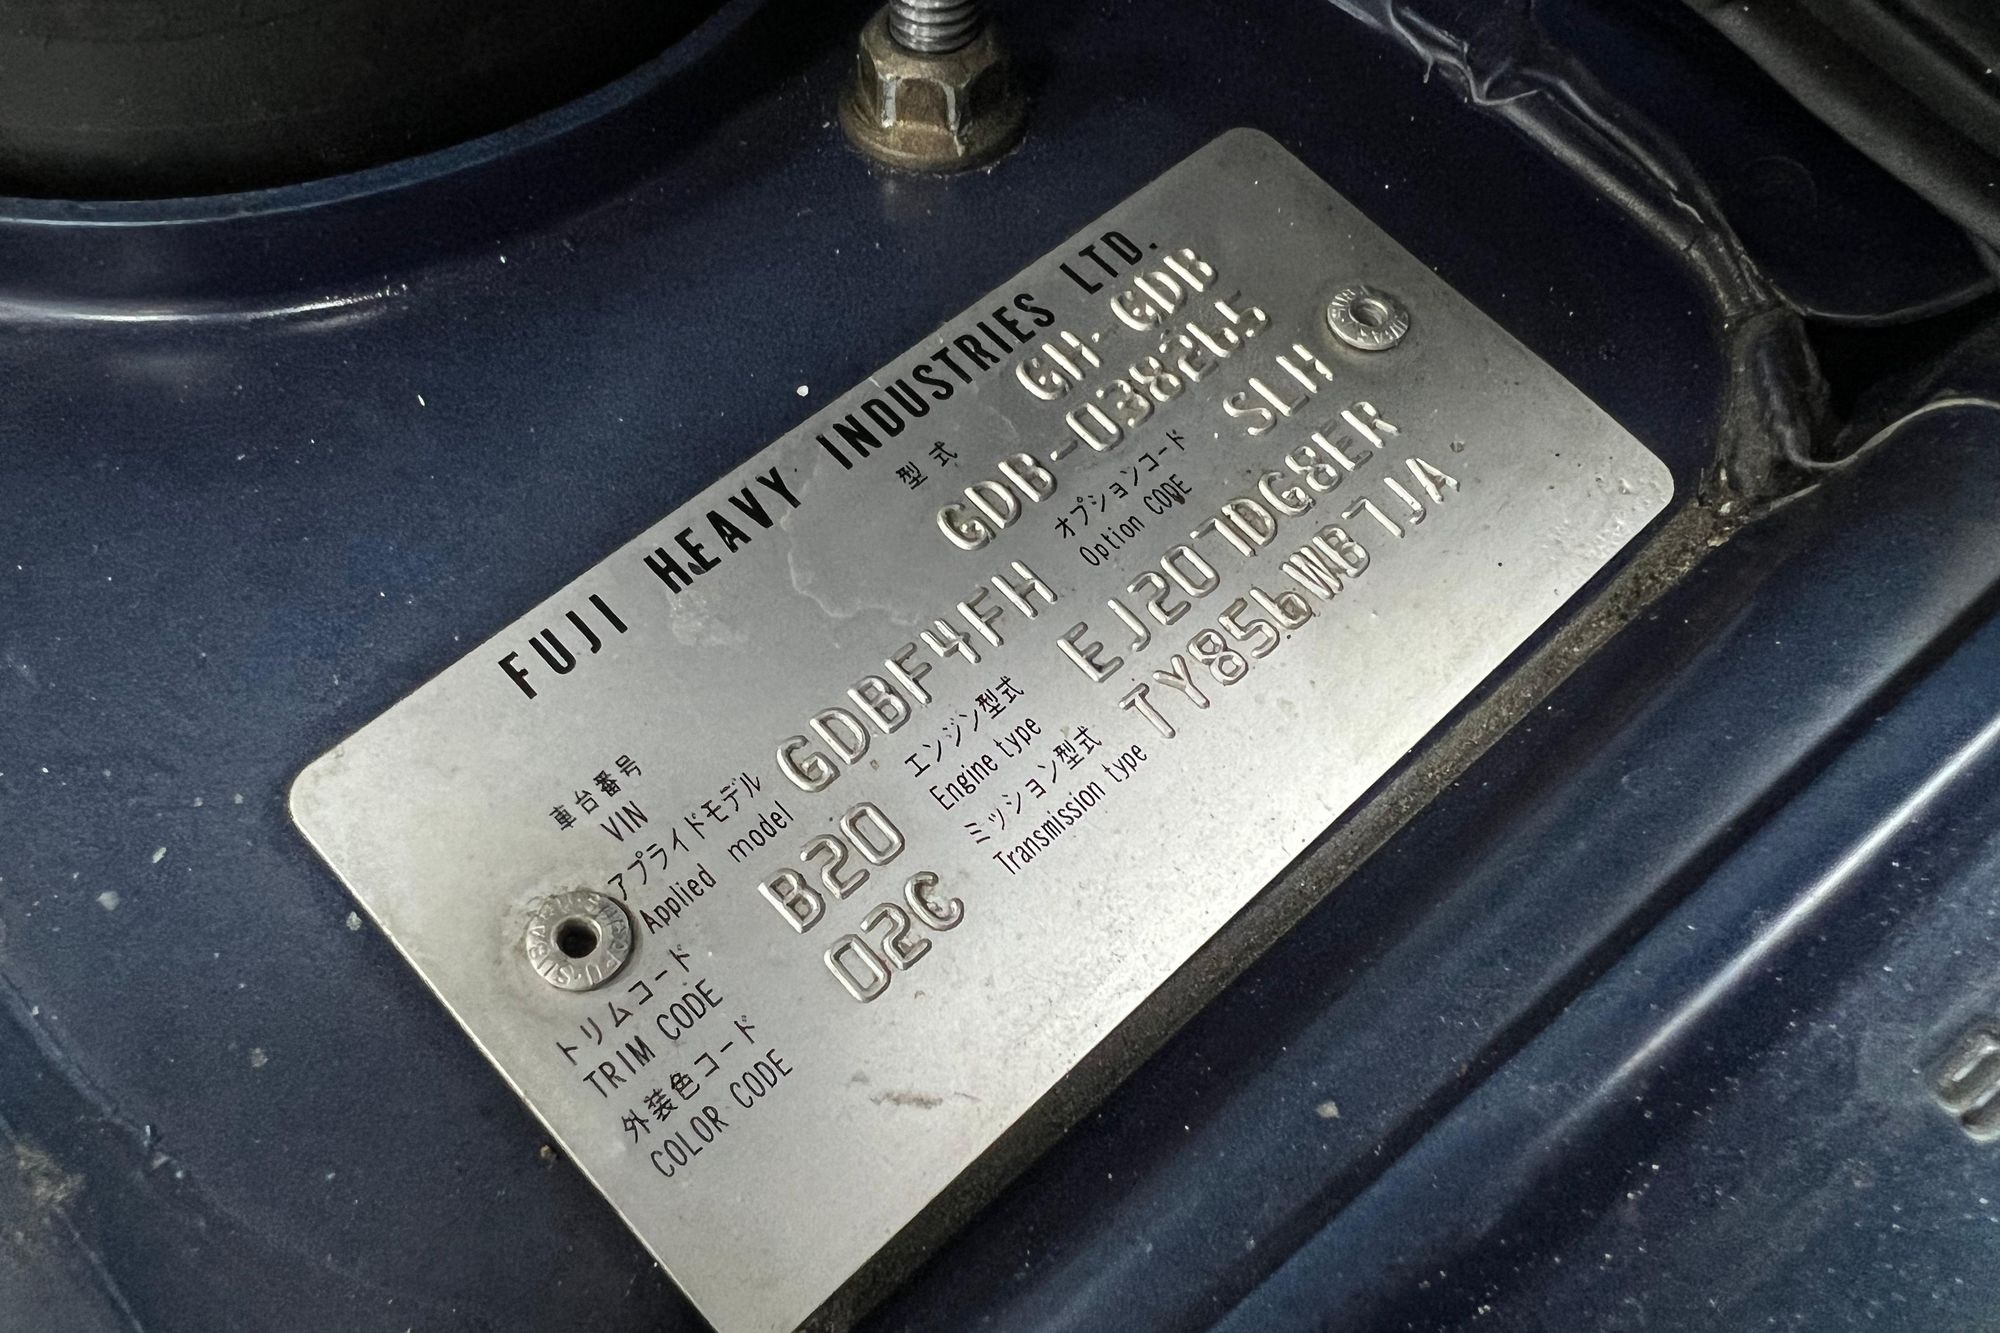 FUJI HEAVY INDUSTRIES LTD.
型式 GH-GDB
車台番号 VIN GDB-038265
アプライドモデル Applied model GDBF4FH オプションコード Option CODE SLH
トリムコード TRIM CODE B20 エンジン型式 Engine type EJ207DG8ER
外装色コード COLOR CODE 02C ミッション型式 Transmission type TY856WB7JA